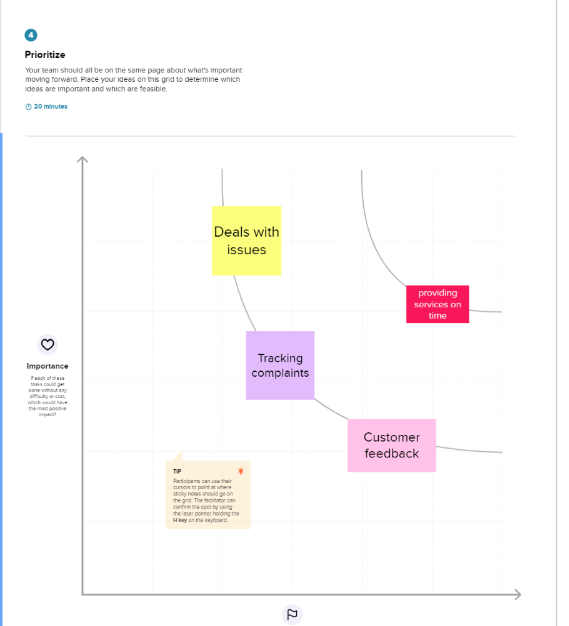 4
Prioritize
Your team should all be on the same page about what's important
moving forward. Place your ideas on this grid to determine which
ideas are important and which are feasible.
20 minutes
Deals with
issues
providing
services on
time
Tracking
complaints
Importance
If each of these
tasks could get
done without any
difficulty or cost,
which would have
the most positive
impact?
Customer
feedback
TIP
Participants can use their
cursors to point at where
sticky notes should go on
the grid. The facilitator can
confirm the spot by using
the laser pointer holding the
H key on the keyboard.